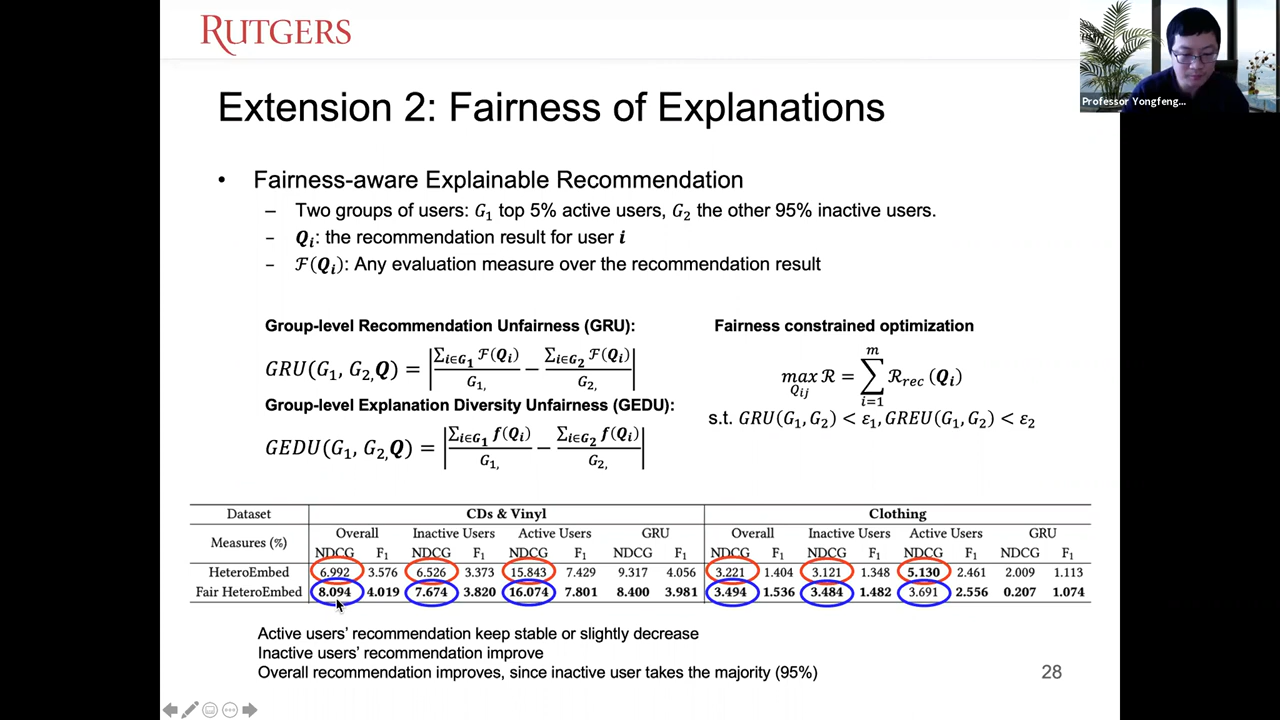 RUTGERS
Professor Yongfeng...
Extension 2: Fairness of Explanations
• Fairness-aware Explainable Recommendation
– Two groups of users: G₁ top 5% active users, G₂ the other 95% inactive users.
- Qᵢ: the recommendation result for user i
- ℱ(Qᵢ): Any evaluation measure over the recommendation result
Group-level Recommendation Unfairness (GRU):
GRU(G₁, G₂, Q) = |∑i∈G₁ ℱ(Qᵢ) / G₁, − ∑i∈G₂ ℱ(Qᵢ) / G₂,|
Group-level Explanation Diversity Unfairness (GEDU):
GEDU(G₁, G₂, Q) = |∑i∈G₁ f(Qᵢ) / G₁, − ∑i∈G₂ f(Qᵢ) / G₂,|
Fairness constrained optimization
max Qij ℛ = ∑ i=1 m ℛrec (Qᵢ)
s.t. GRU(G₁, G₂) < ε₁, GREU(G₁, G₂) < ε₂
Dataset CDs & Vinyl Clothing
Measures (%) Overall Inactive Users Active Users GRU Overall Inactive Users Active Users GRU
NDCG F₁ NDCG F₁ NDCG F₁ NDCG F₁ NDCG F₁ NDCG F₁ NDCG F₁ NDCG F₁
HeteroEmbed 6.992 3.576 6.526 3.373 15.843 7.429 9.317 4.056 3.221 1.404 3.121 1.348 5.130 2.461 2.009 1.113
Fair HeteroEmbed 8.094 4.019 7.674 3.820 16.074 7.801 8.400 3.981 3.494 1.536 3.484 1.482 3.691 2.556 0.207 1.074
Active users' recommendation keep stable or slightly decrease
Inactive users' recommendation improve
Overall recommendation improves, since inactive user takes the majority (95%)
28